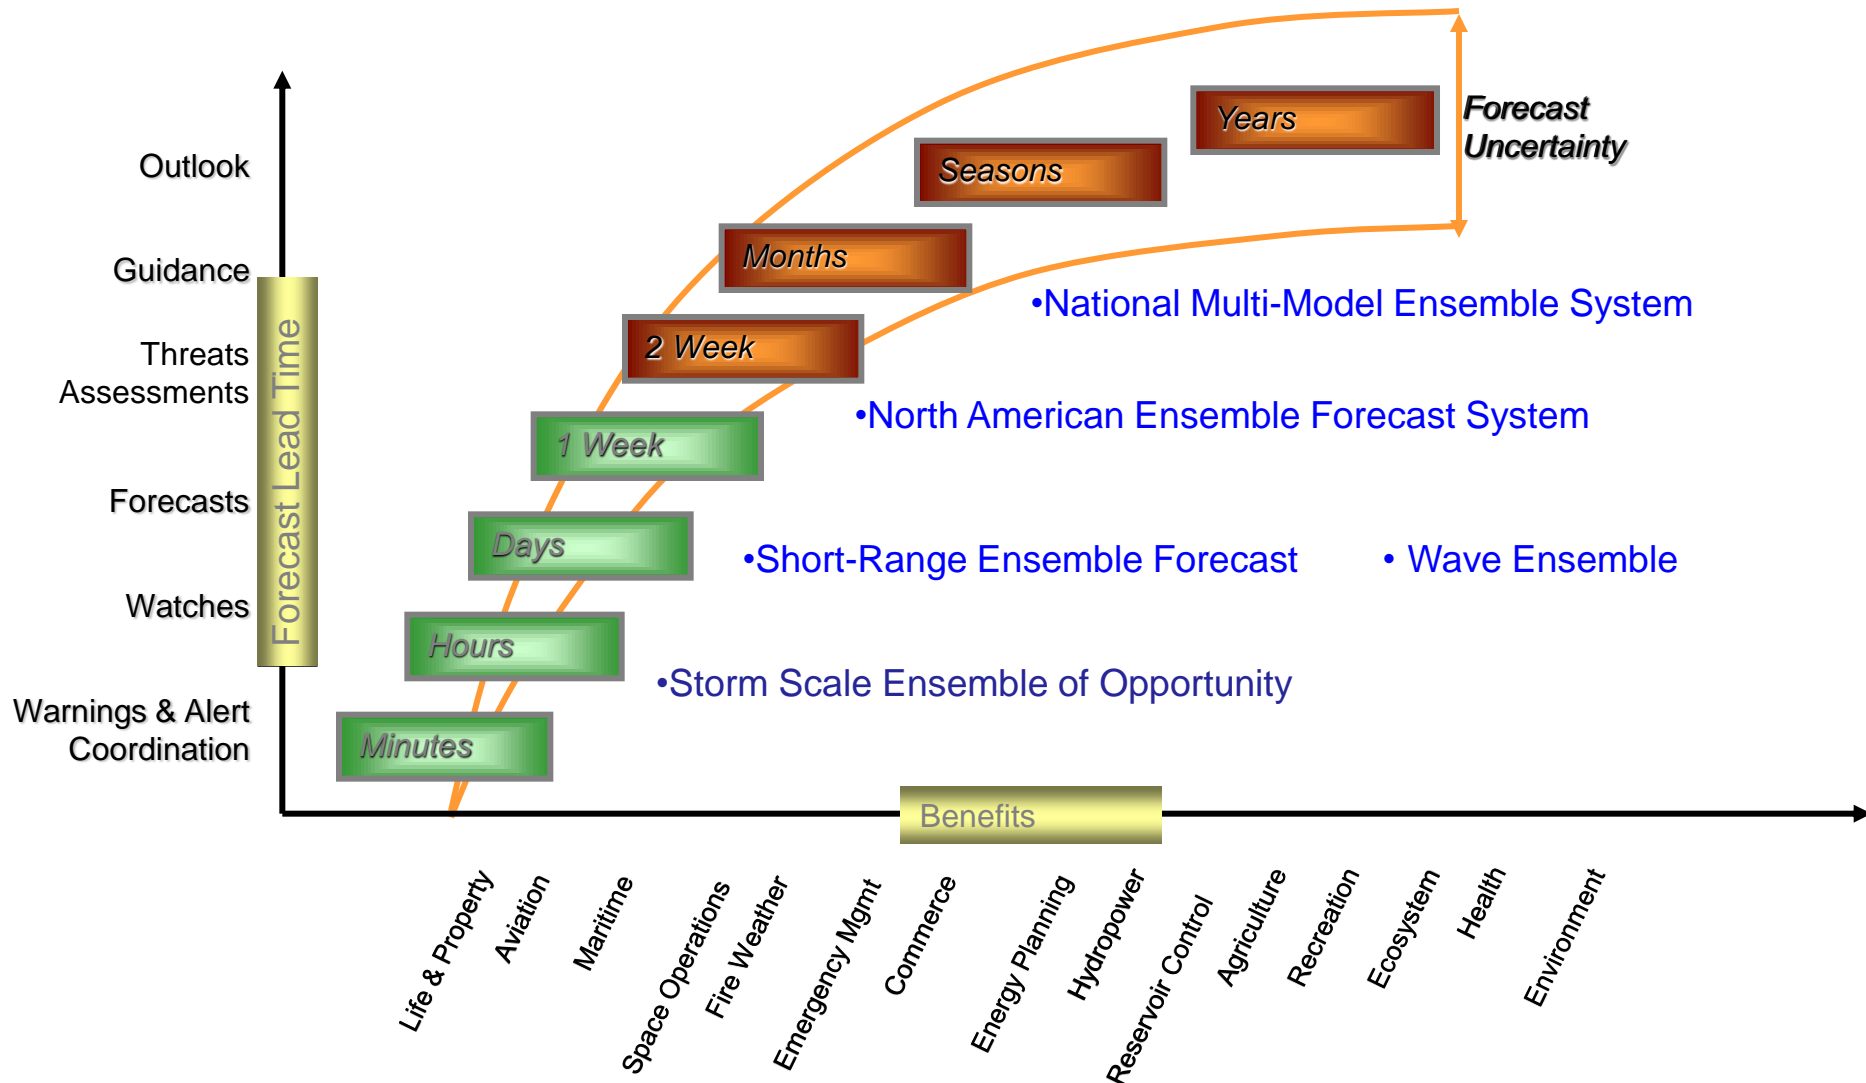 Years
Forecast
Uncertainty
Outlook
Seasons
Months
Guidance
•National Multi-Model Ensemble System
2 Week
Threats
Assessments
Forecast Lead Time
•North American Ensemble Forecast System
1 Week
Forecasts
Days
•Short-Range Ensemble Forecast
• Wave Ensemble
Watches
Hours
•Storm Scale Ensemble of Opportunity
Warnings & Alert
Coordination
Minutes
Benefits
Life & Property
Aviation
Maritime
Space Operations
Fire Weather
Emergency Mgmt
Commerce
Energy Planning
Hydropower
Reservoir Control
Agriculture
Recreation
Ecosystem
Health
Environment